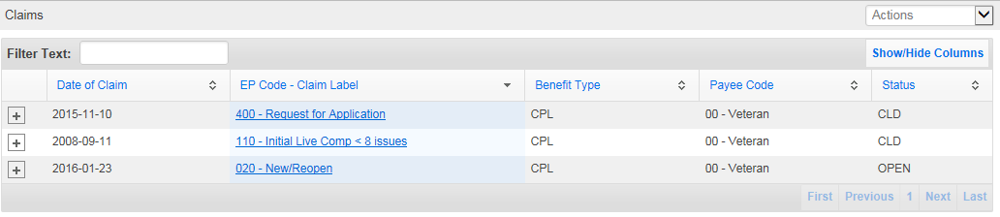 Claims Actions
Filter Text: Show/Hide Columns
Date of Claim EP Code - Claim Label Benefit Type Payee Code Status
2015-11-10 400 - Request for Application CPL 00 - Veteran CLD
2008-09-11 110 - Initial Live Comp < 8 issues CPL 00 - Veteran CLD
2016-01-23 020 - New/Reopen CPL 00 - Veteran OPEN
First Previous 1 Next Last